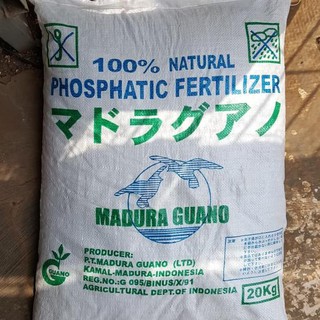 100% NATURAL
PHOSPHATIC FERTILIZER
マドラグアノ
MADURA GUANO
GUANO
PRODUCER:
P.T.MADURA GUANO (LTD)
KAMAL-MADURA-INDONESIA
REG.NO.:G 095/BINUS/X/91
AGRICULTURAL DEPT.OF INDONESIA
20Kg